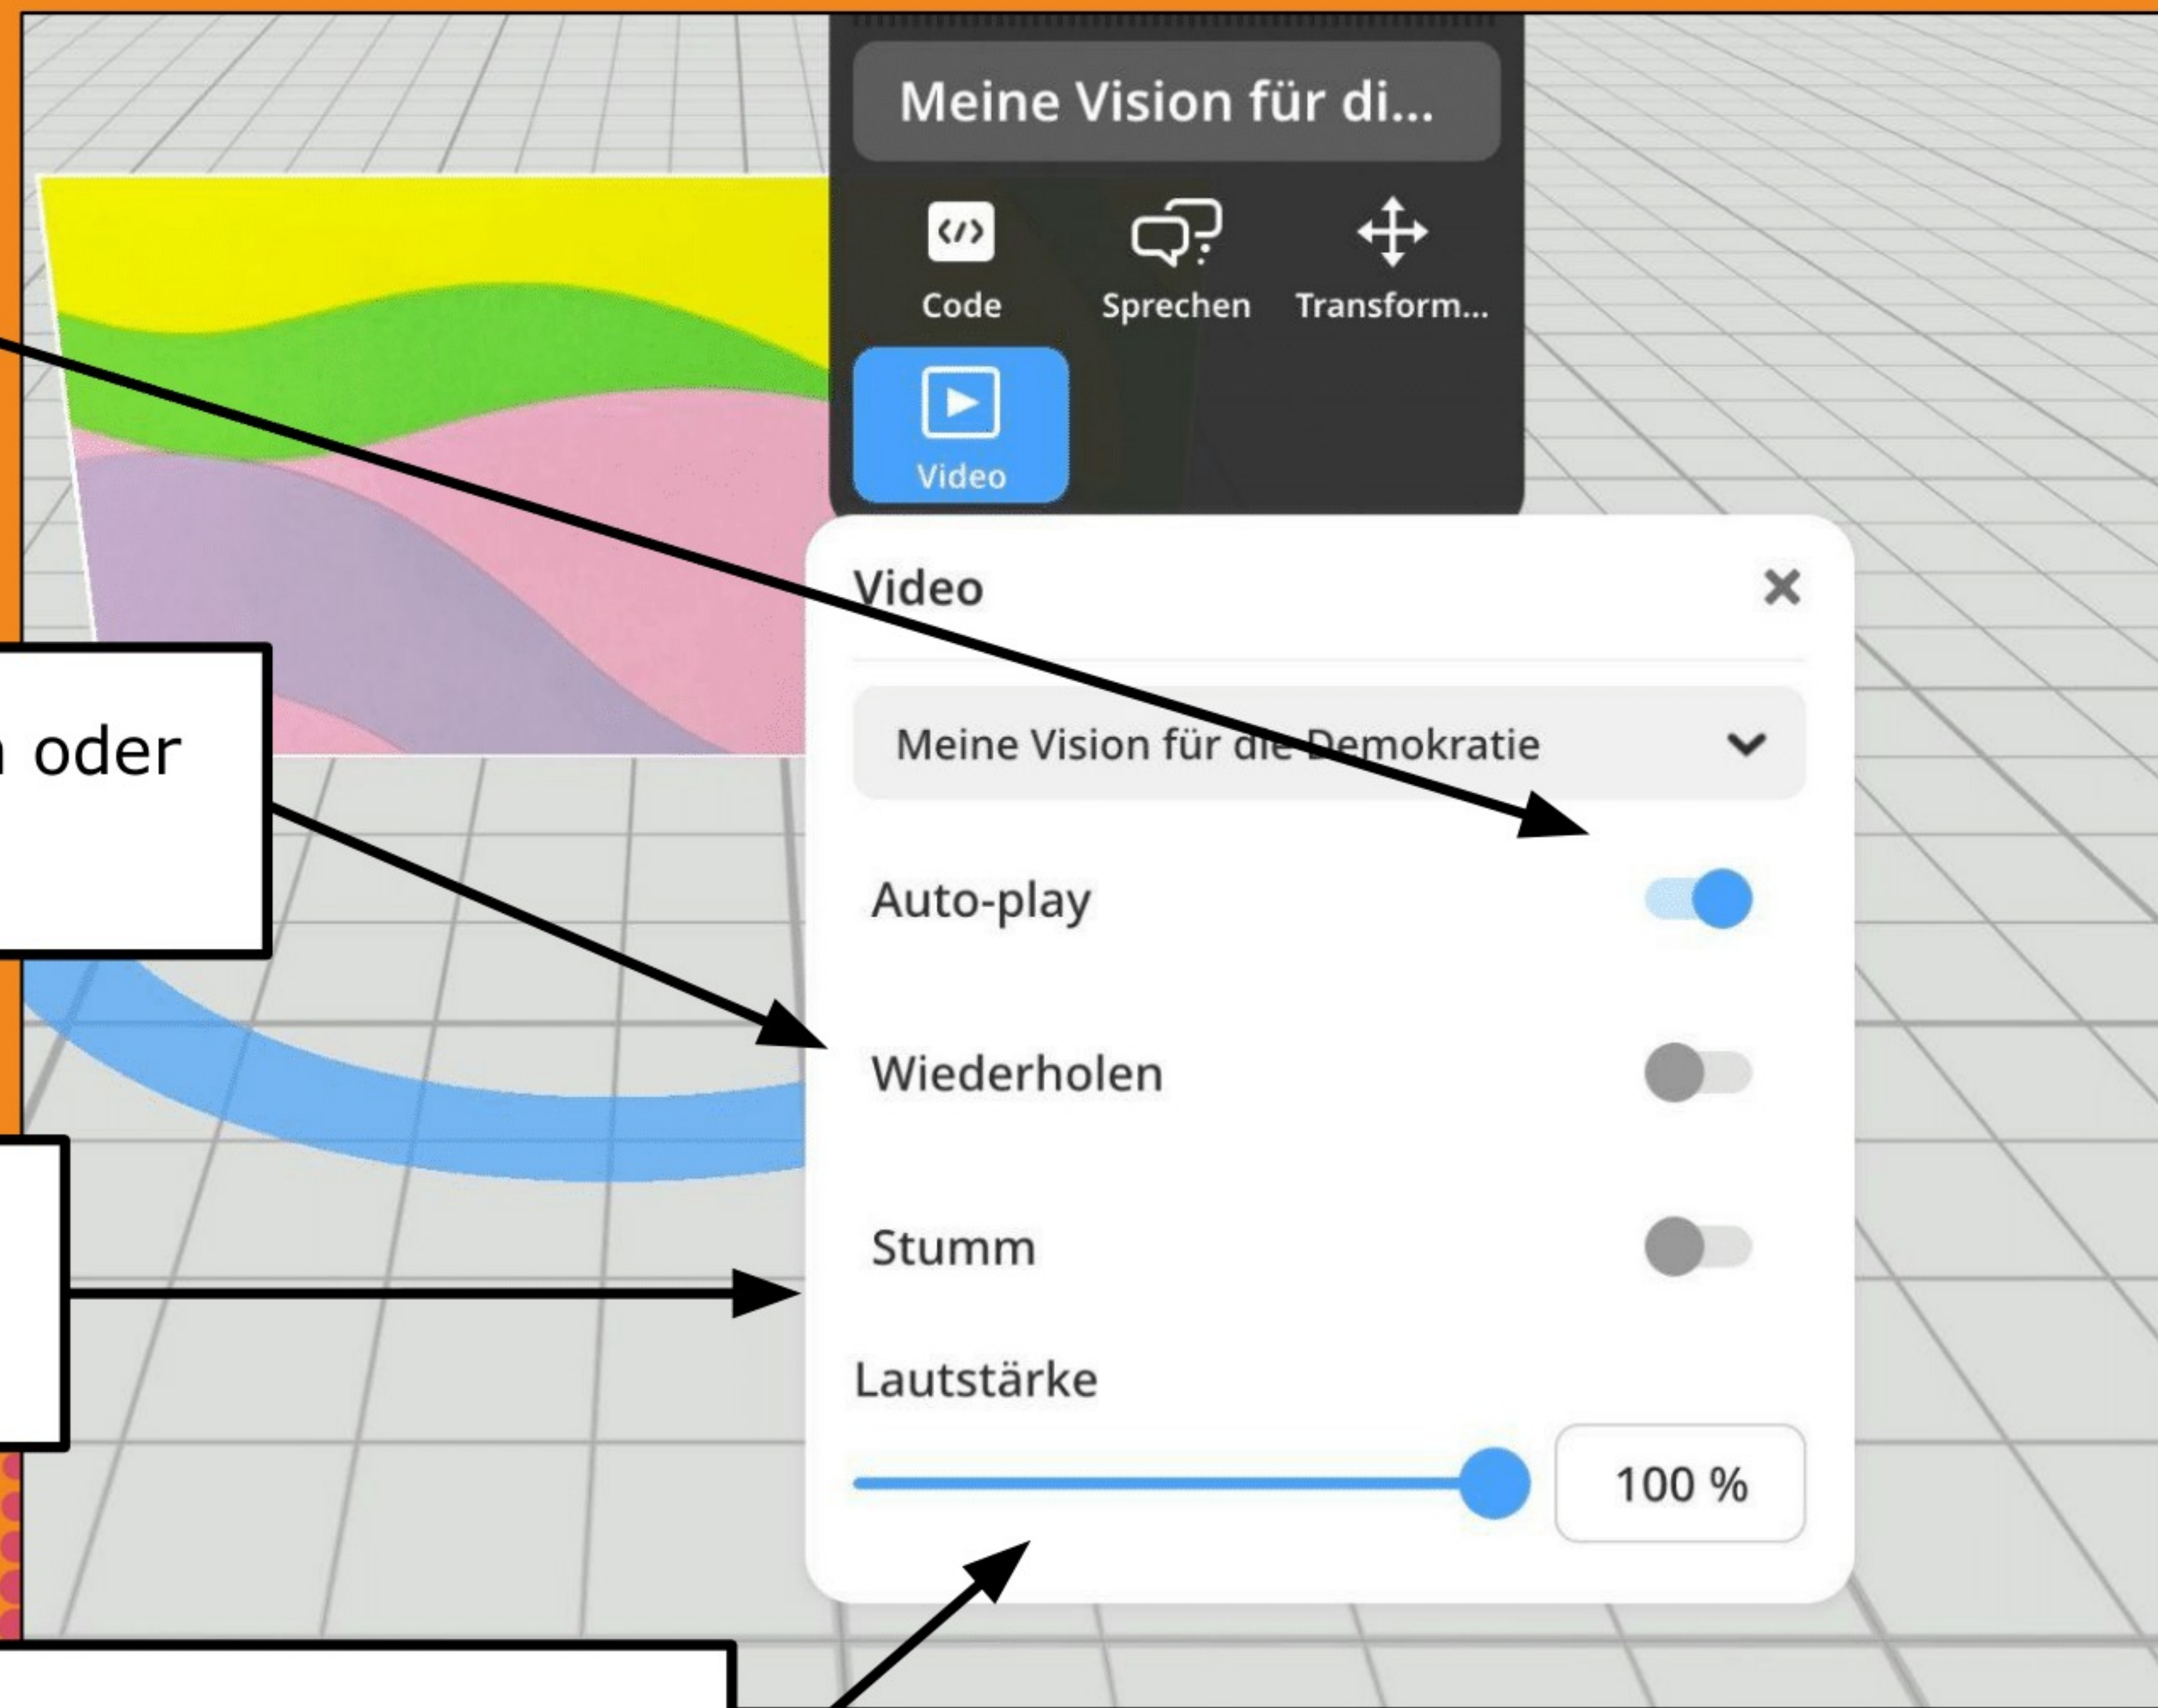 Meine Vision für di...
Code
Sprechen
Transform...
Video
Video
Meine Vision für die Demokratie
oder
Auto-play
Wiederholen
Stumm
Lautstärke
100 %